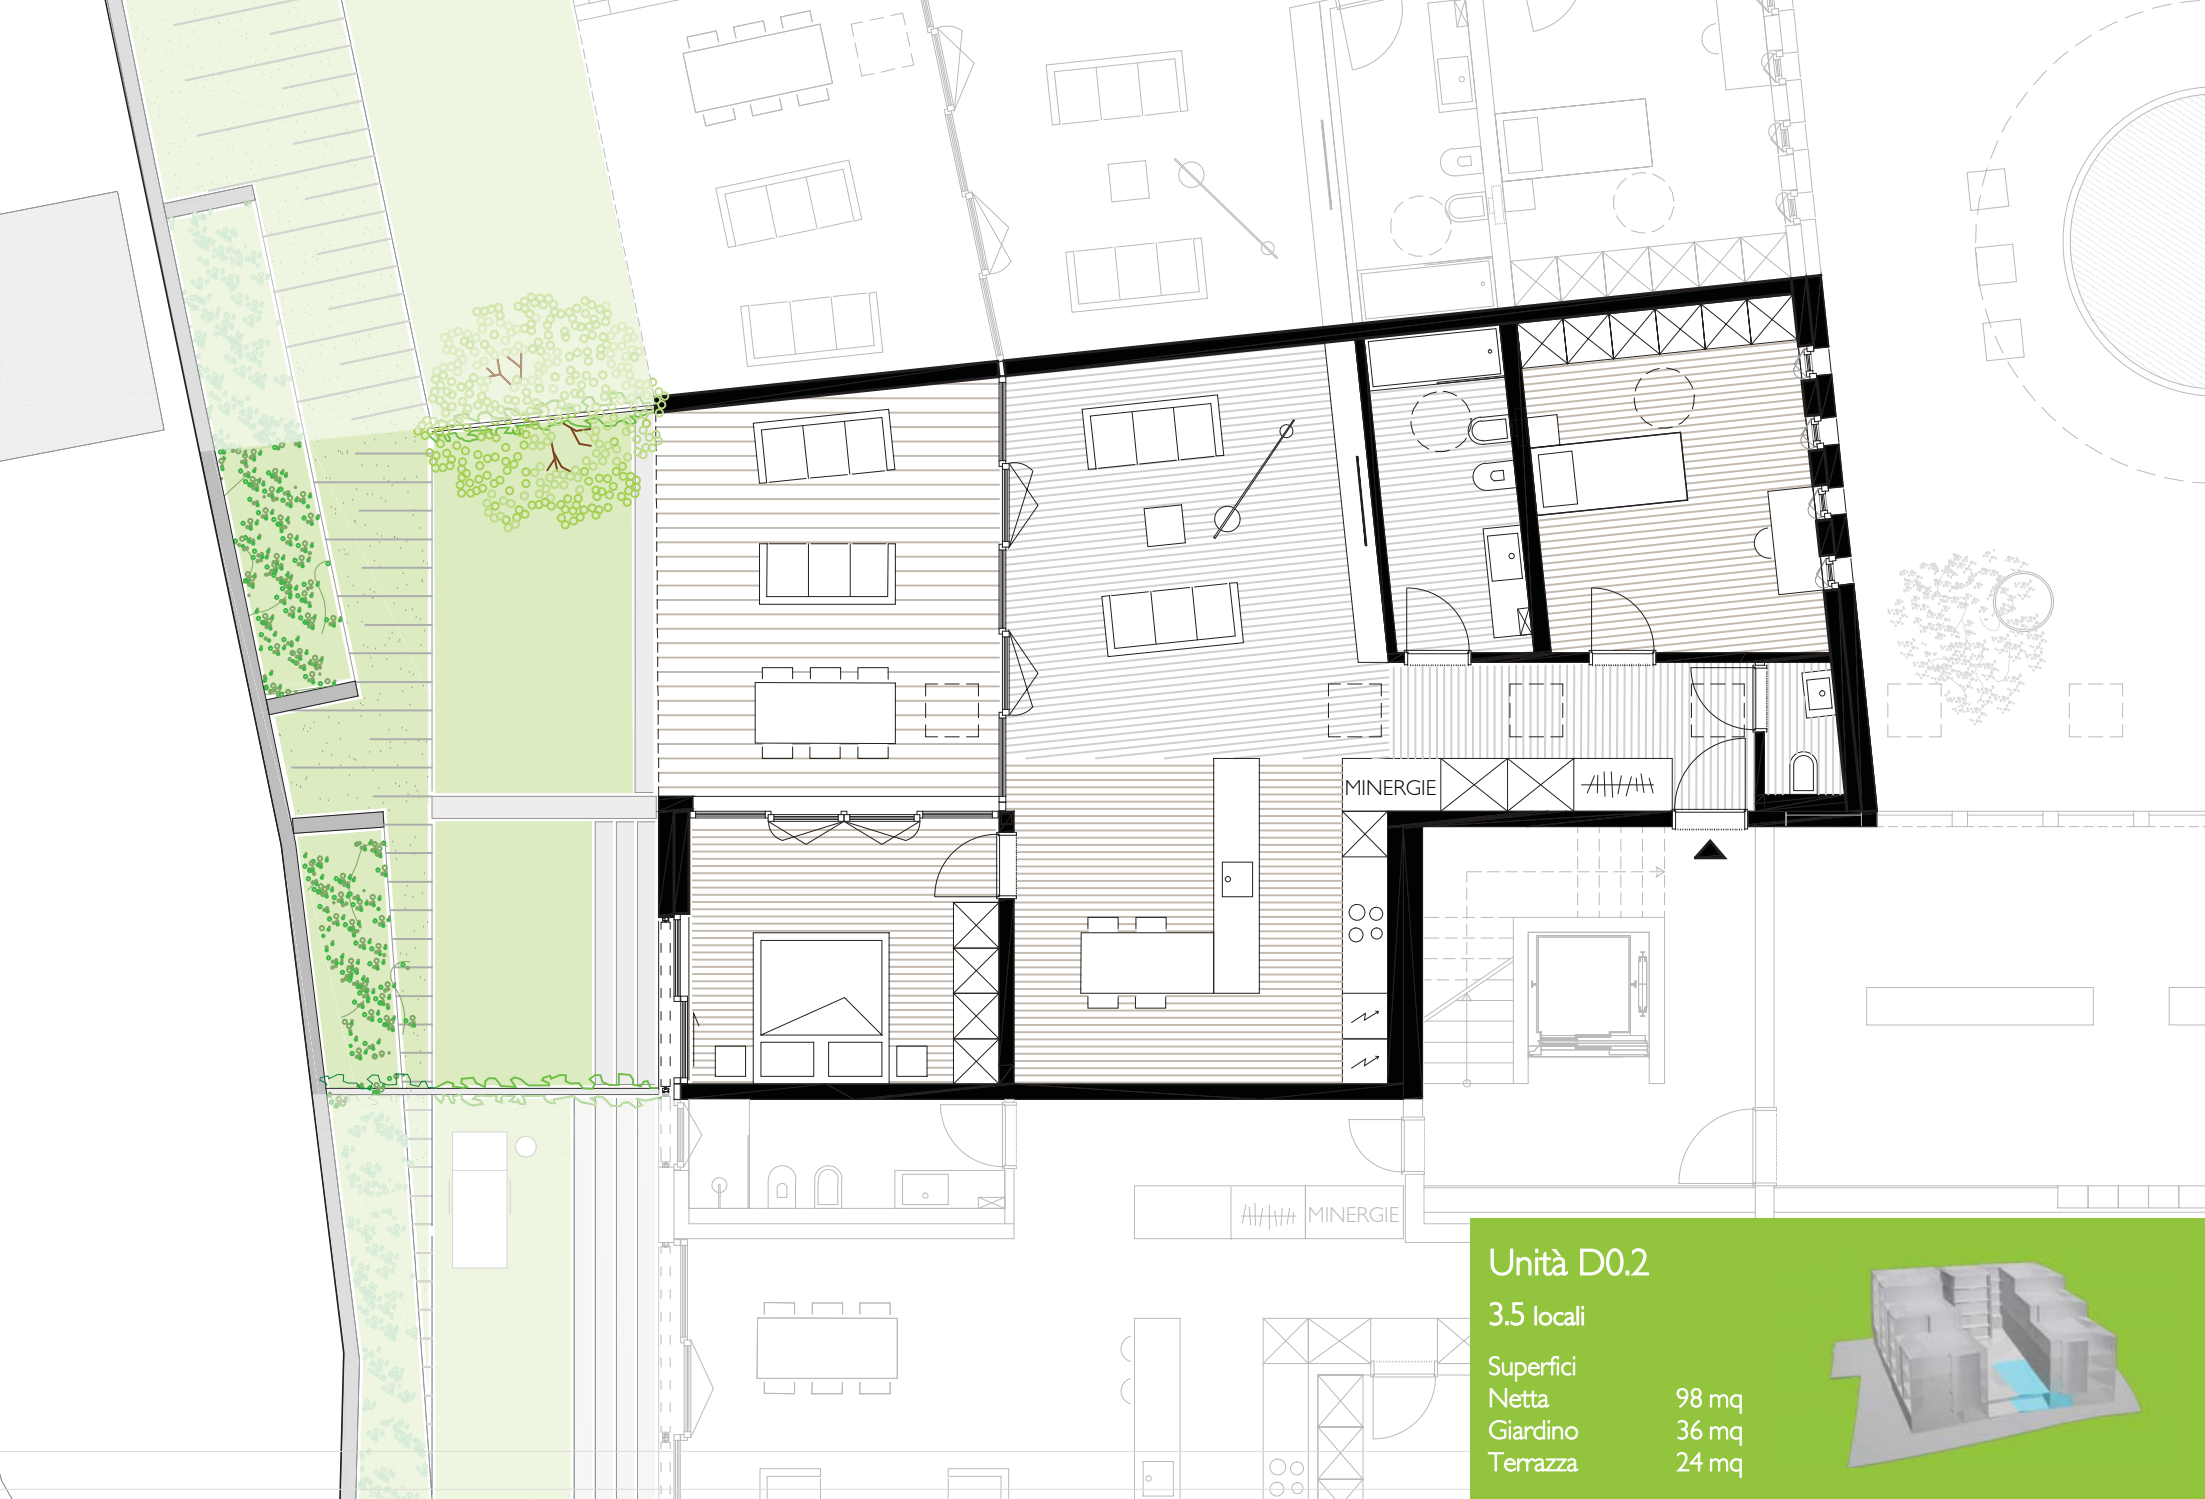 MINERGIE
MINERGIE
Unità D0.2
3.5 locali
Superfici
Netta 98 mq
Giardino 36 mq
Terrazza 24 mq